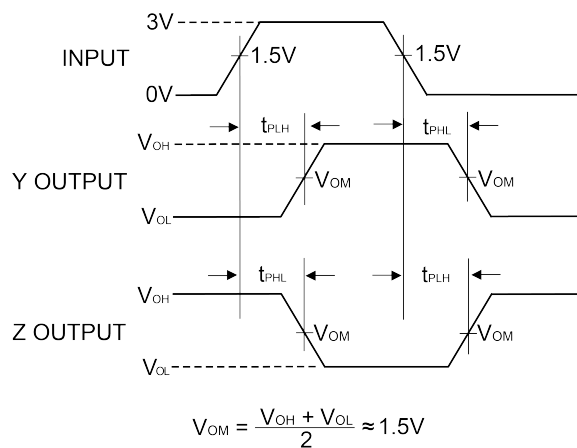 3V
INPUT
1.5V
1.5V
0V
tPLH
tPHL
VOH
Y OUTPUT
VOM
VOM
VOL
tPHL
tPLH
VOH
Z OUTPUT
VOM
VOM
VOL
VOM = VOH + VOL / 2 ≈ 1.5V